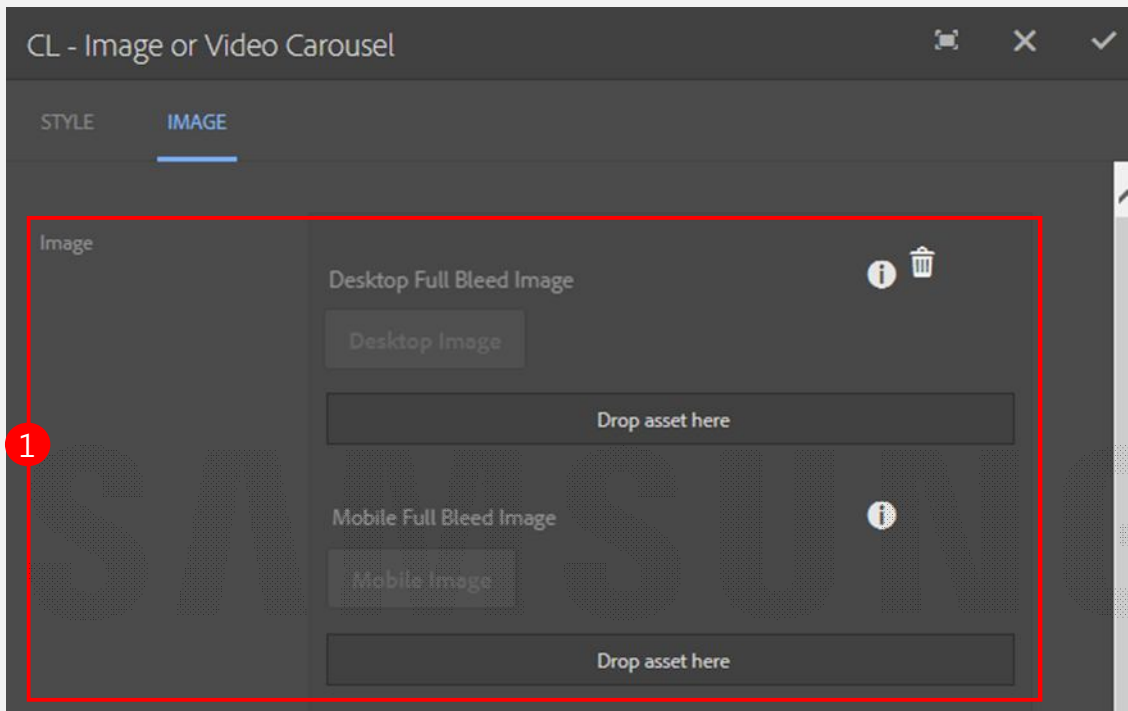 CL - Image or Video Carousel
STYLE IMAGE
Image
Desktop Full Bleed Image
Desktop Image
Drop asset here
1
Mobile Full Bleed Image
Mobile Image
Drop asset here
SAMSUNG